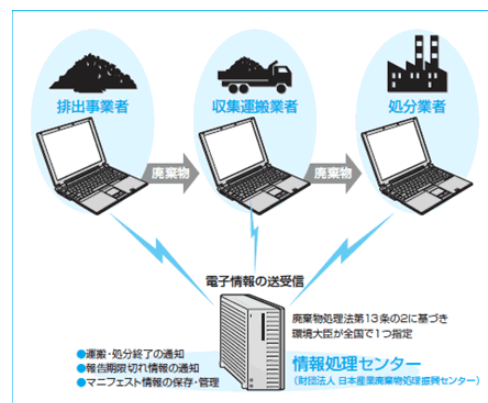 排出事業者
収集運搬業者
処分業者
廃棄物
廃棄物
電子情報の送受信
廃棄物処理法第13条の2に基づき
環境大臣が全国で1つ指定
●運搬・処分終了の通知
●報告期限切れ情報の通知
●マニフェスト情報の保存・管理
情報処理センター
（財団法人 日本産業廃棄物処理振興センター）